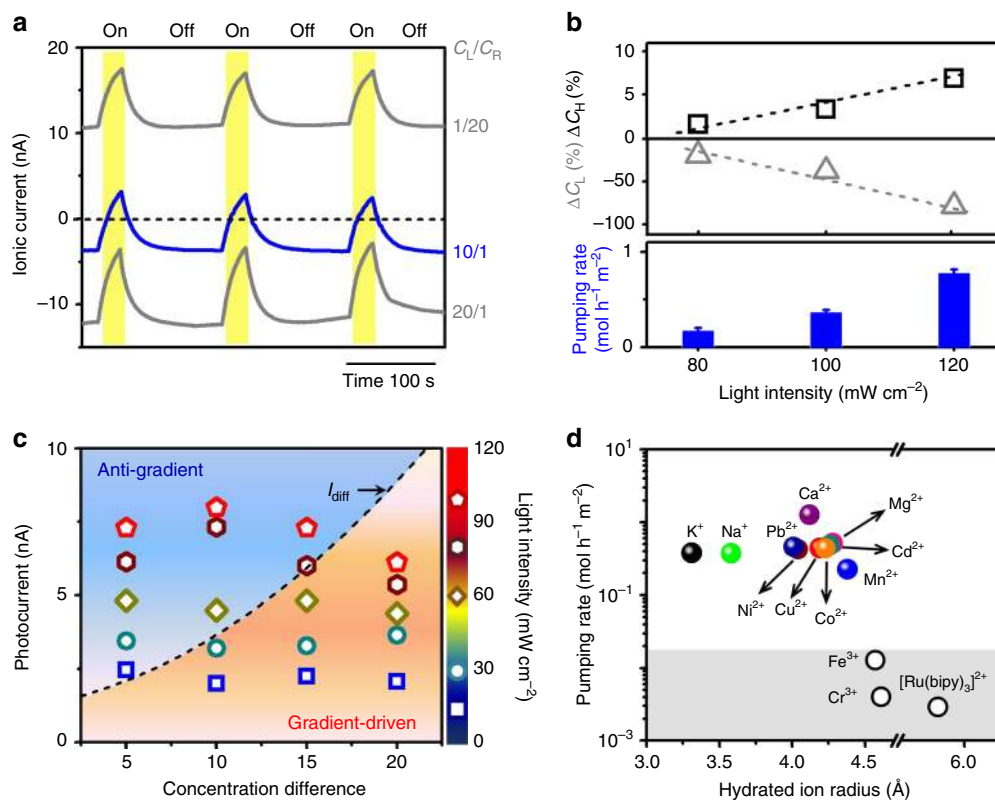 a
On Off On Off On Off
C_L/C_R
20
10
0
−10
Ionic current (nA)
1/20
10/1
20/1
Time 100 s
b
10
5
0
−50
−100
ΔC_L (%) ΔC_H (%)
1
0
Pumping rate
(mol h⁻¹ m⁻²)
80 100 120
Light intensity (mW cm⁻²)
c
10
5
0
Photocurrent (nA)
Anti-gradient
I_diff
Gradient-driven
5 10 15 20
Concentration difference
120
90
60
30
0
Light intensity (mW cm⁻²)
d
10¹
10⁻¹
10⁻³
Pumping rate (mol h⁻¹ m⁻²)
Ca²⁺
Mg²⁺
K⁺ Na⁺ Pb²⁺
Cd²⁺
Mn²⁺
Ni²⁺ Cu²⁺ Co²⁺
Fe³⁺
[Ru(bipy)₃]²⁺
Cr³⁺
3.0 3.5 4.0 4.5 6.0
Hydrated ion radius (Å)